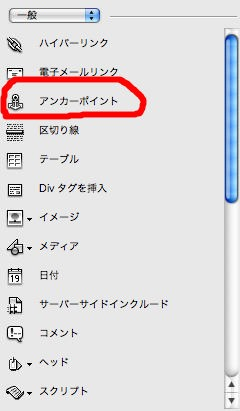 一般
ハイパーリンク
電子メールリンク
アンカーポイント
区切り線
テーブル
Div タグを挿入
イメージ
メディア
日付
19
サーバーサイドインクルード
コメント
ヘッド
スクリプト